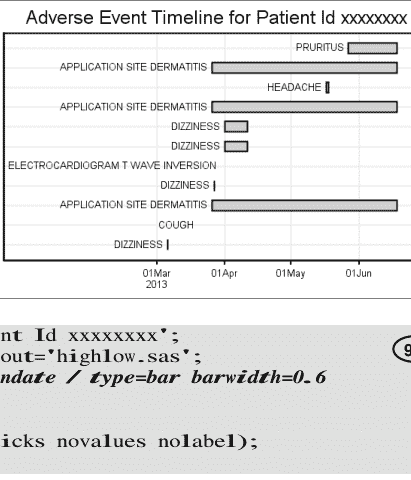 Adverse Event Timeline for Patient Id xxxxxxxx
PRURITUS
APPLICATION SITE DERMATITIS
HEADACHE
APPLICATION SITE DERMATITIS
DIZZINESS
DIZZINESS
ELECTROCARDIOGRAM T WAVE INVERSION
DIZZINESS
APPLICATION SITE DERMATITIS
COUGH
DIZZINESS
01Mar 01Apr 01May 01Jun
2013
nt Id xxxxxxxx';
out='highlow.sas';
ndate / type=bar barwidth=0.6
icks novalues nolabel);
9